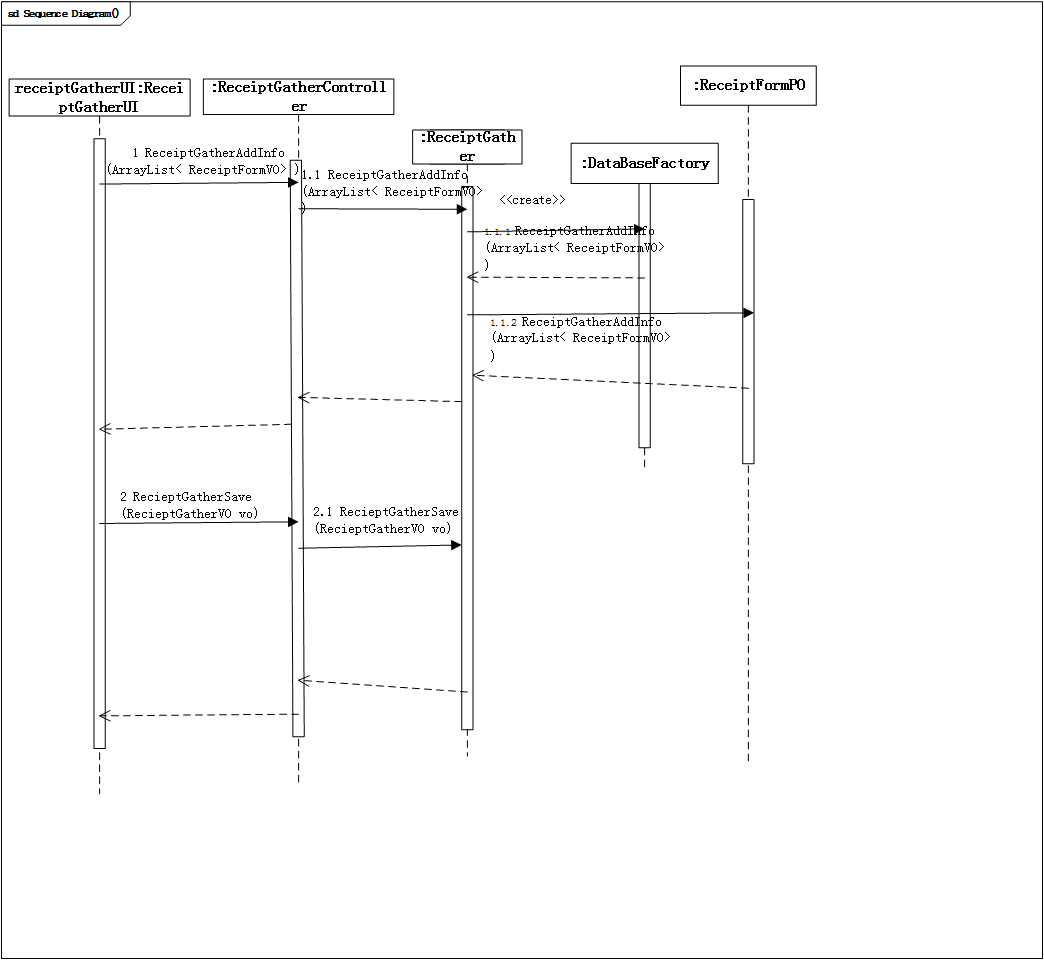 sd Sequence Diagram()
receiptGatherUI:Recei
ptGatherUI
:ReceiptGatherControll
er
:ReceiptGath
er
:DataBaseFactory
:ReceiptFormPO
1 ReceiptGatherAddInfo
(ArrayList< ReceiptFormVO> )
1.1 ReceiptGatherAddInfo
(ArrayList< ReceiptFormVO>
)
<<create>>
1.1.1 ReceiptGatherAddInfo
(ArrayList< ReceiptFormVO>
)
1.1.2 ReceiptGatherAddInfo
(ArrayList< ReceiptFormVO>
)
2 RecieptGatherSave
(RecieptGatherVO vo)
2.1 RecieptGatherSave
(RecieptGatherVO vo)